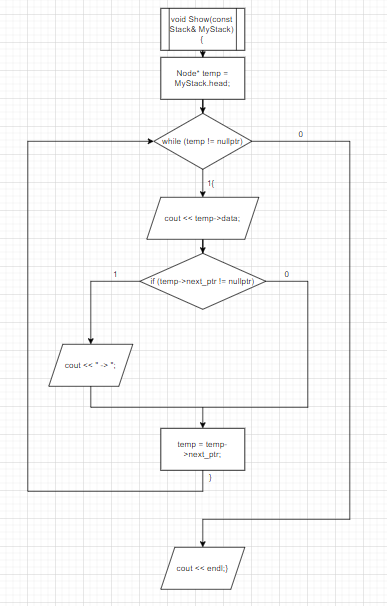 void Show(const
Stack& MyStack)
{
Node* temp =
MyStack.head;
while (temp != nullptr)
0
1{
cout << temp->data;
if (temp->next_ptr != nullptr)
1
0
cout << " -> ";
temp = temp-
>next_ptr;
}
cout << endl;}